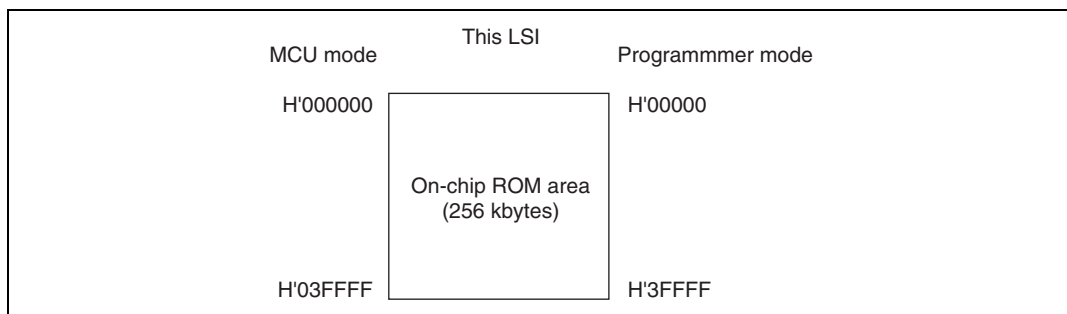 This LSI
MCU mode
Programmmer mode
H'000000
H'00000
On-chip ROM area
(256 kbytes)
H'03FFFF
H'3FFFF